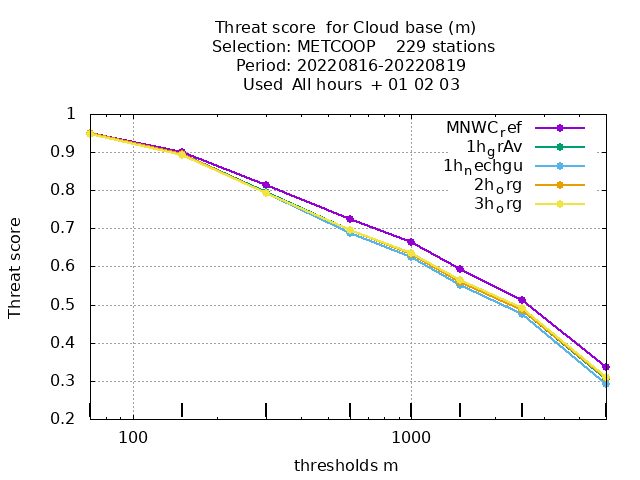 Threat score  for Cloud base (m)
Selection: METCOOP    229 stations
Period: 20220816-20220819
Used  All hours  + 01 02 03
Threat score
1
0.9
0.8
0.7
0.6
0.5
0.4
0.3
0.2
MNWC_ref
1h_grAv
1h_nechgu
2h_org
3h_org
100
1000
thresholds m